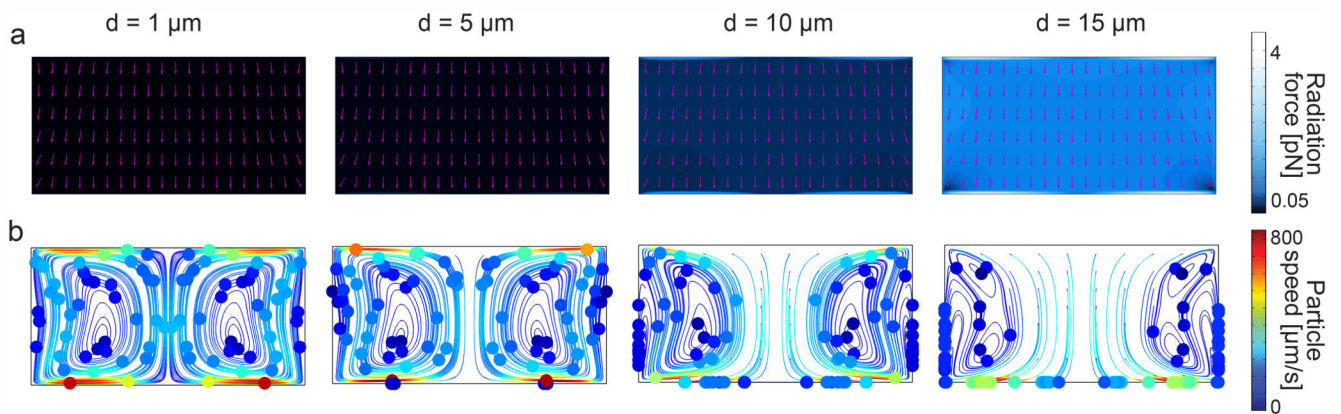 d = 1 µm
d = 5 µm
d = 10 µm
d = 15 µm
a
4
0.05
Radiation
force [pN]
b
800
0
Particle
speed [µm/s]